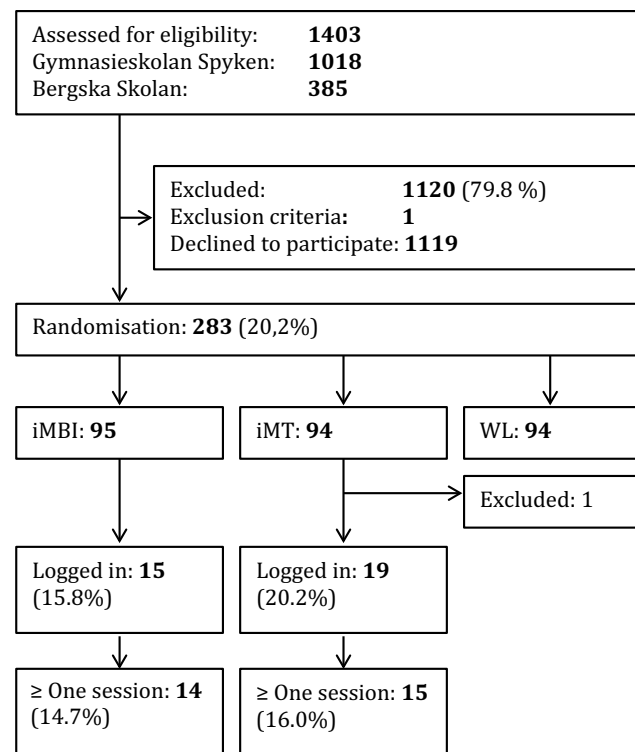 Assessed for eligibility: 1403
Gymnasieskolan Spyken: 1018
Bergska Skolan: 385
Excluded: 1120 (79.8 %)
Exclusion criteria: 1
Declined to participate: 1119
Randomisation: 283 (20,2%)
iMBI: 95
iMT: 94
WL: 94
Excluded: 1
Logged in: 15
(15.8%)
Logged in: 19
(20.2%)
≥ One session: 14
(14.7%)
≥ One session: 15
(16.0%)